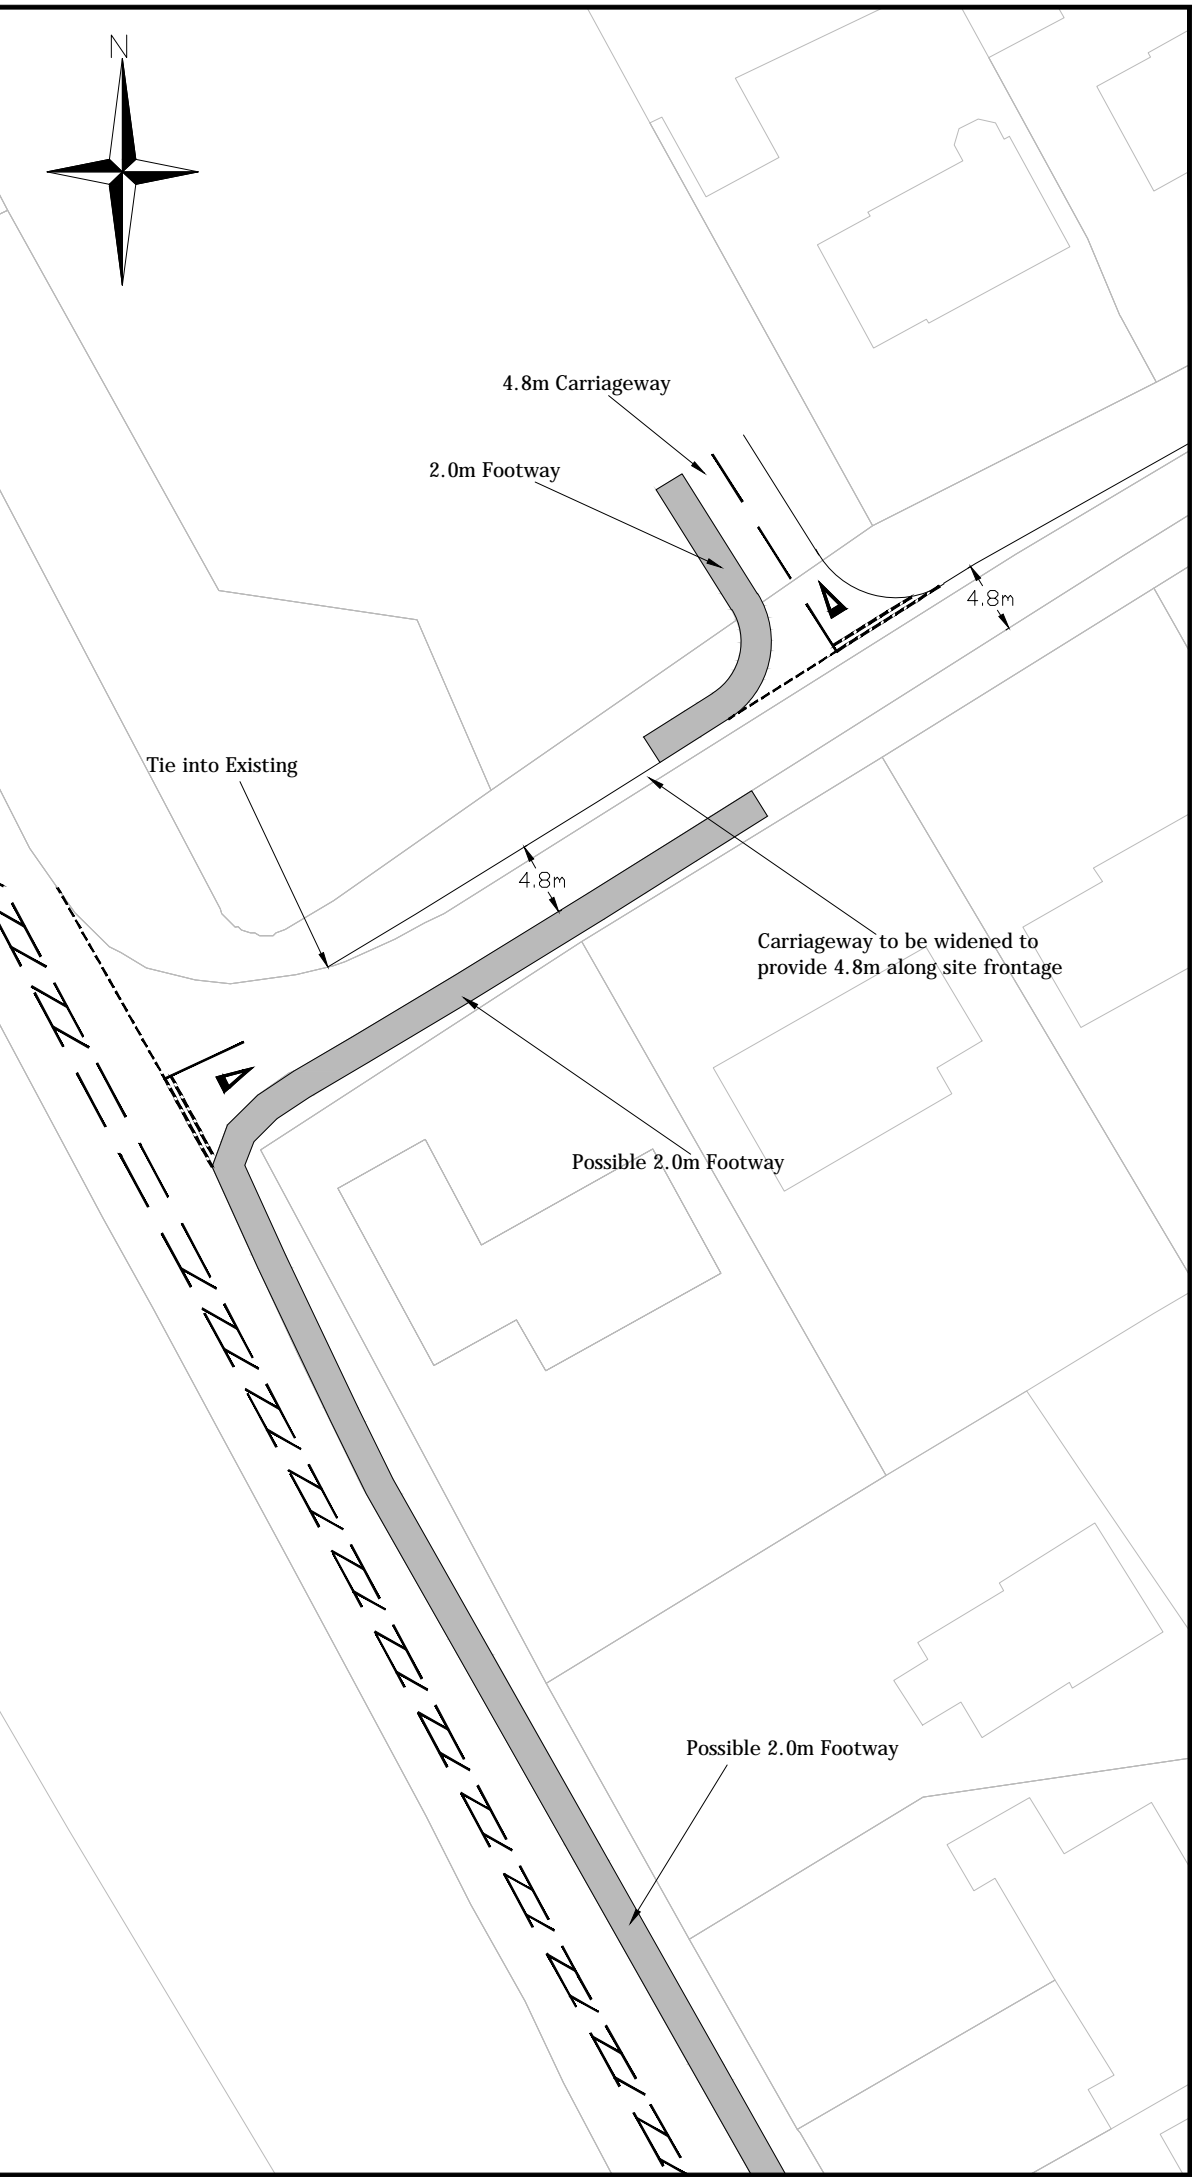 N
4.8m Carriageway
2.0m Footway
4.8m
Tie into Existing
4.8m
Carriageway to be widened to
provide 4.8m along site frontage
Possible 2.0m Footway
Possible 2.0m Footway